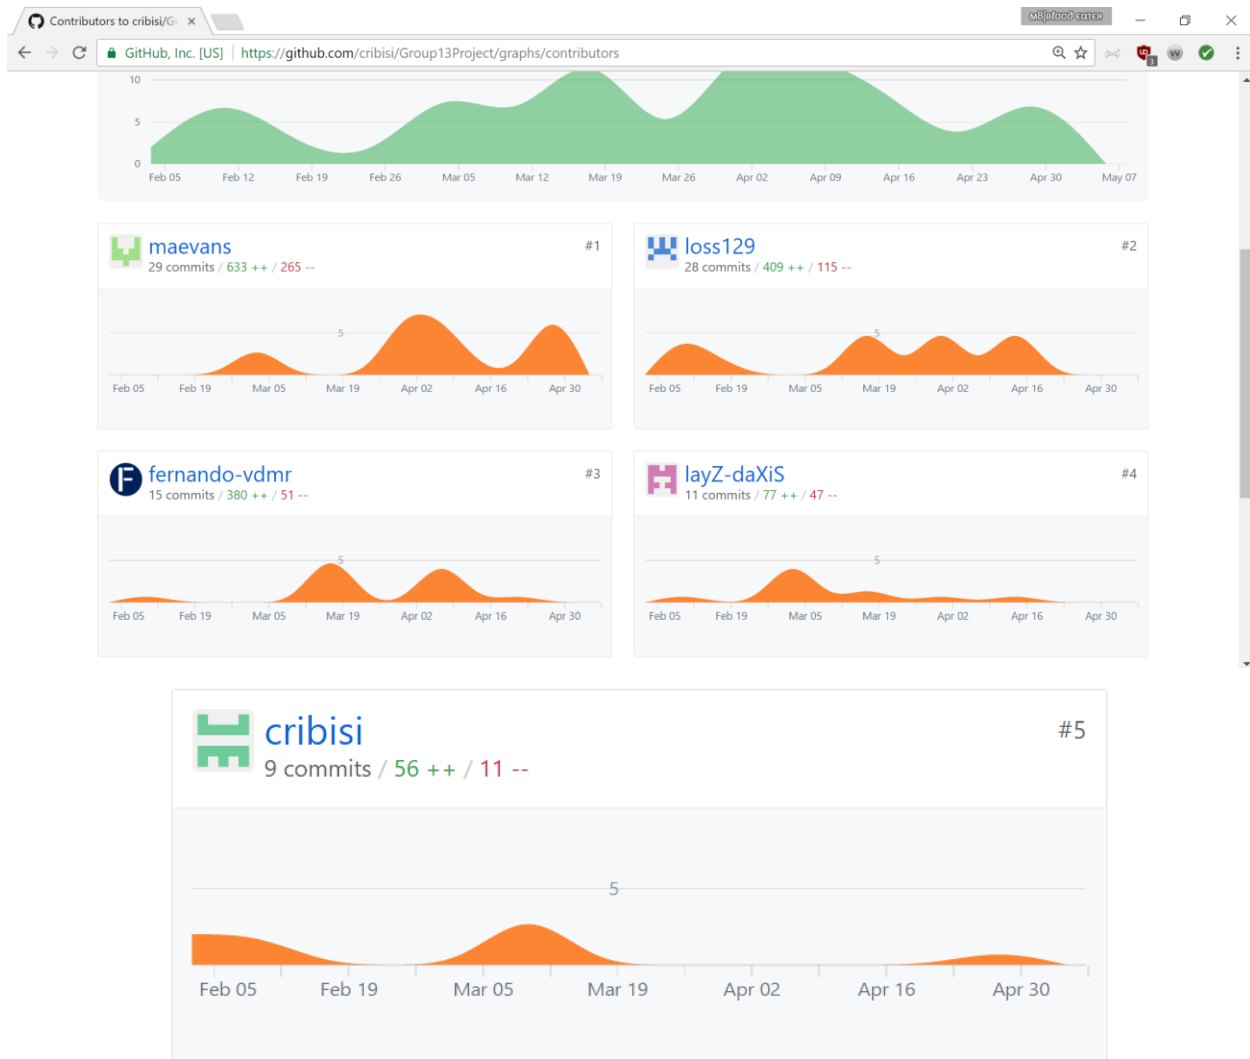 Contributors to cribisi/Gr
GitHub, Inc. [US] https://github.com/cribisi/Group13Project/graphs/contributors
3
10
5
0
Feb 05 Feb 12 Feb 19 Feb 26 Mar 05 Mar 12 Mar 19 Mar 26 Apr 02 Apr 09 Apr 16 Apr 23 Apr 30 May 07
maevans #1
29 commits / 633 ++ / 265 --
5
Feb 05 Feb 19 Mar 05 Mar 19 Apr 02 Apr 16 Apr 30
loss129 #2
28 commits / 409 ++ / 115 --
5
Feb 05 Feb 19 Mar 05 Mar 19 Apr 02 Apr 16 Apr 30
fernando-vdmr #3
15 commits / 380 ++ / 51 --
5
Feb 05 Feb 19 Mar 05 Mar 19 Apr 02 Apr 16 Apr 30
layZ-daXiS #4
11 commits / 77 ++ / 47 --
5
Feb 05 Feb 19 Mar 05 Mar 19 Apr 02 Apr 16 Apr 30
cribisi #5
9 commits / 56 ++ / 11 --
5
Feb 05 Feb 19 Mar 05 Mar 19 Apr 02 Apr 16 Apr 30